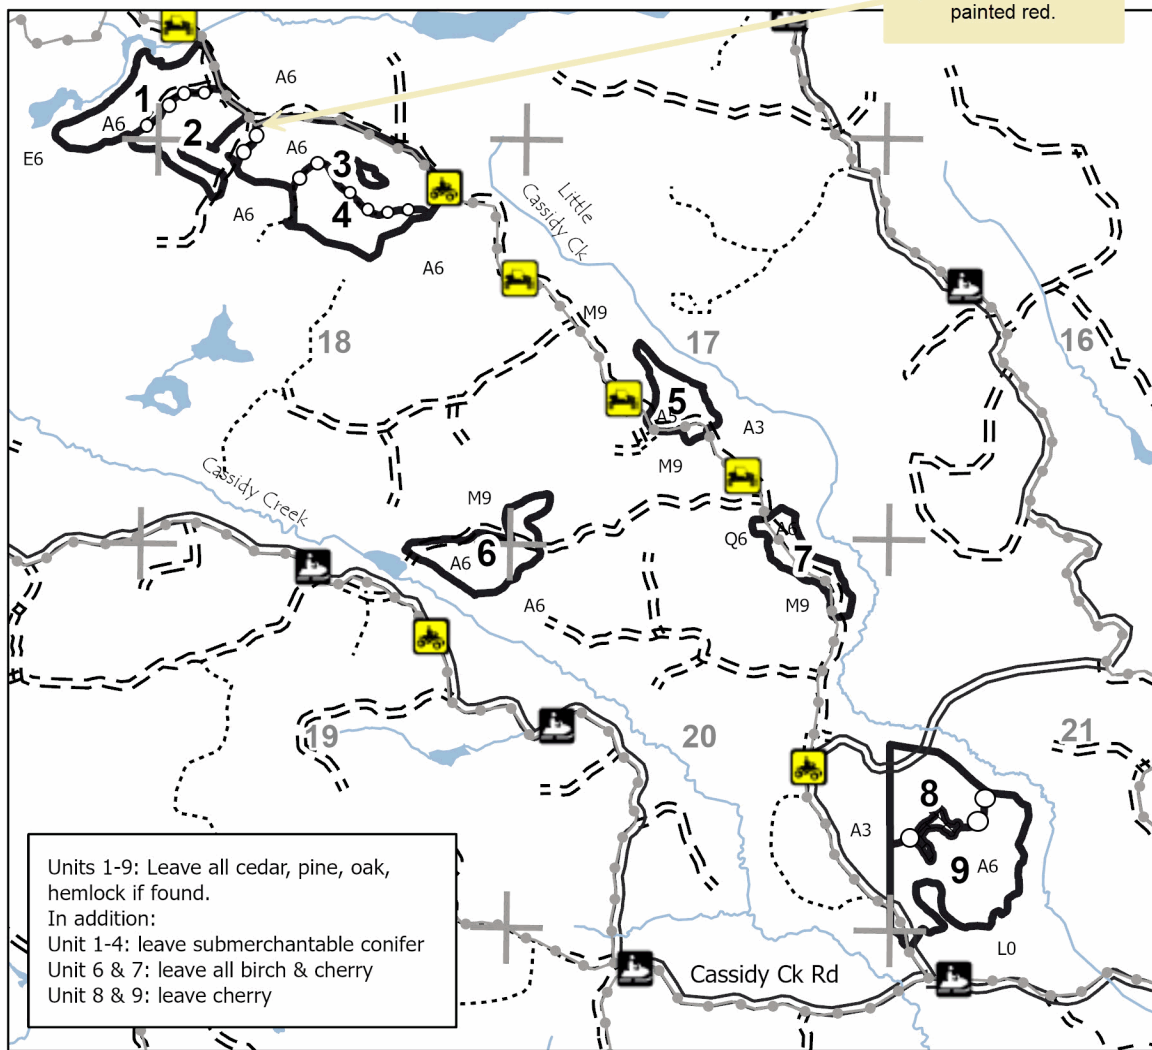 painted red.
A6
1
A6
2
E6
A6
3
A6
4
Little
Cassidy Ck
A6
M9
18
17
16
5
A5
A3
M9
Cassidy Creek
M9
A6
6
A6
Q6
A6
7
M9
19
20
21
8
A3
9
A6
L0
Units 1-9: Leave all cedar, pine, oak,
hemlock if found.
In addition:
Unit 1-4: leave submerchantable conifer
Unit 6 & 7: leave all birch & cherry
Unit 8 & 9: leave cherry
Cassidy Ck Rd